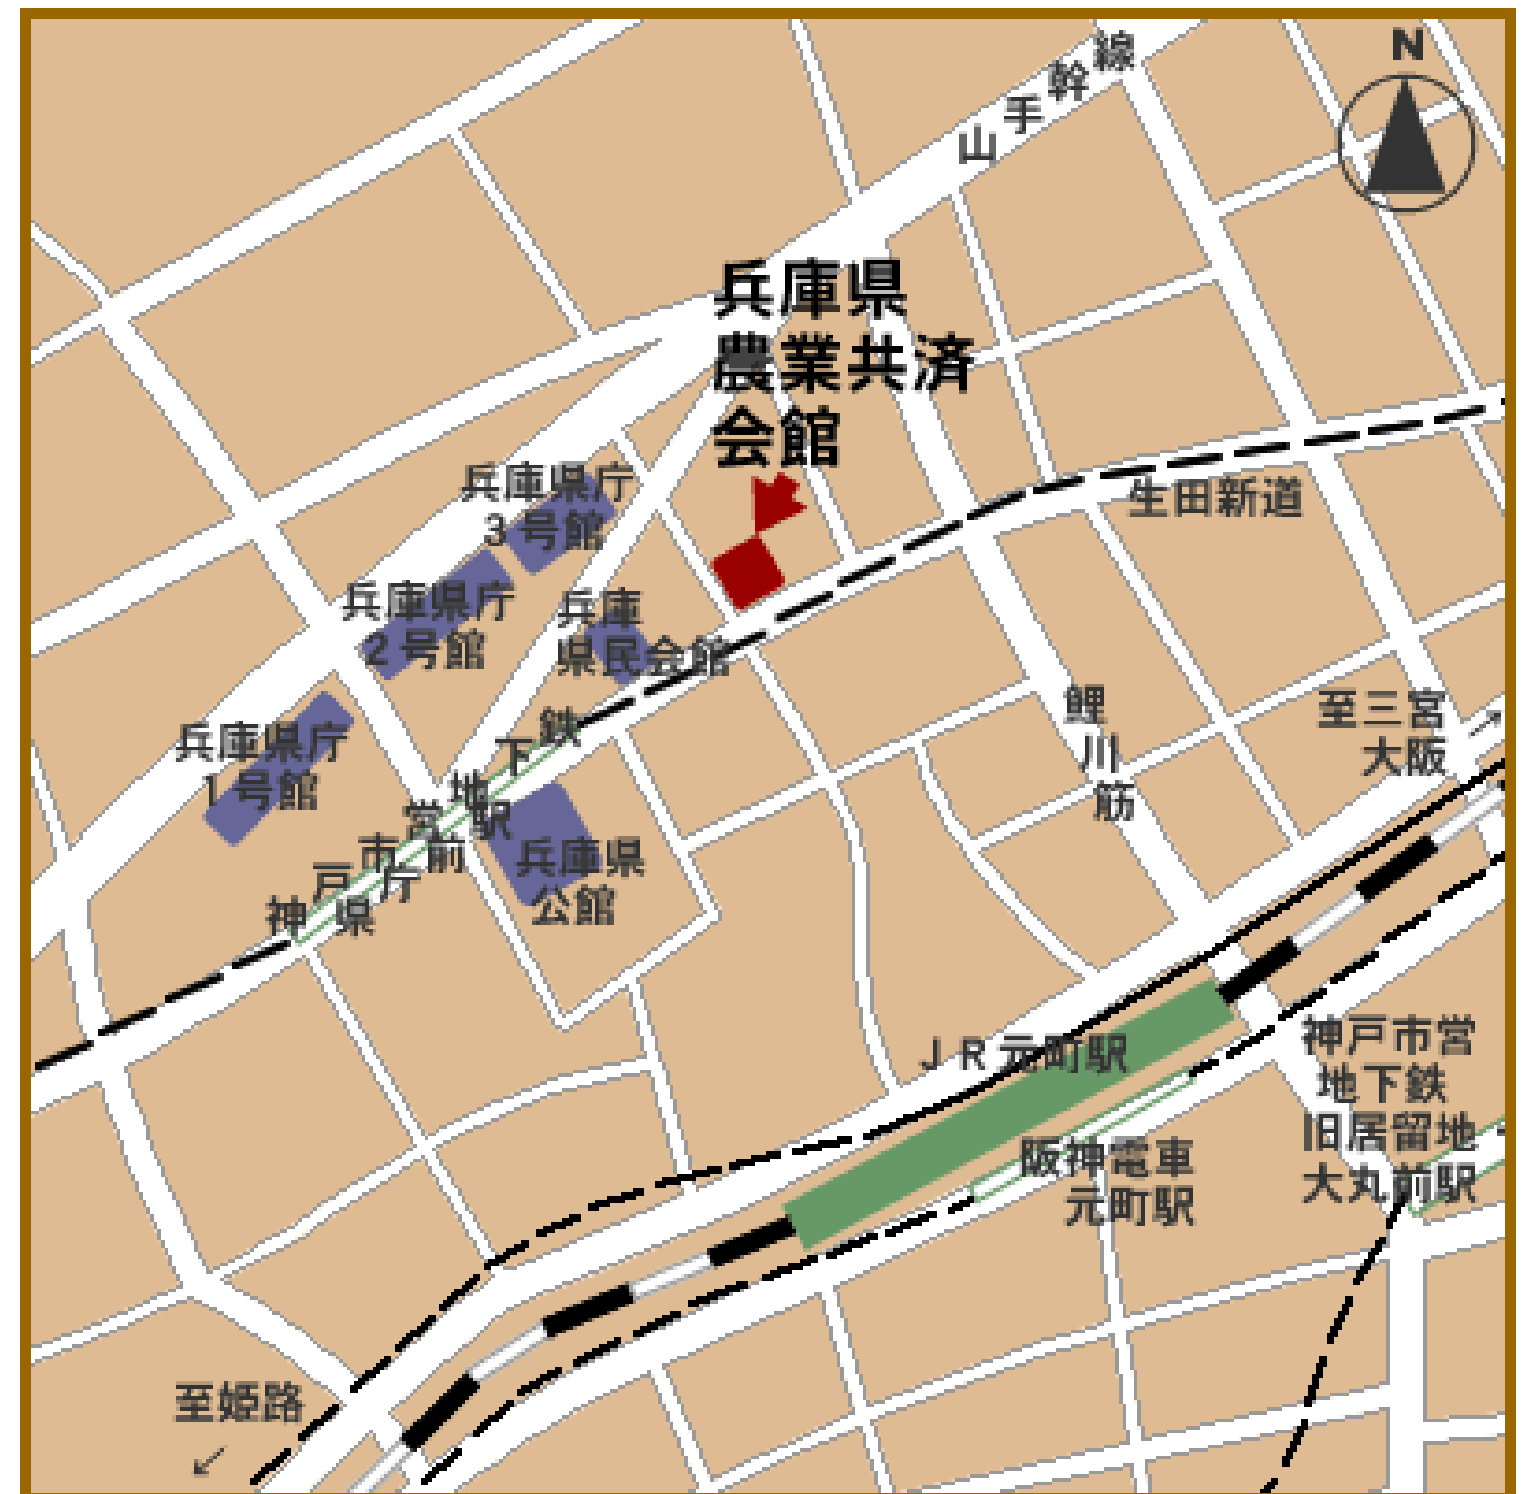 N
山手幹線
兵庫県
農業共済
会館
兵庫県庁
3号館
生田新道
兵庫県庁
2号館
兵庫
県民会館
鯉川筋
至三宮
大阪
兵庫県庁
1号館
神戸市営地下鉄
県庁前駅
兵庫県
公館
JR元町駅
神戸市営
地下鉄
旧居留地
大丸前駅
阪神電車
元町駅
至姫路